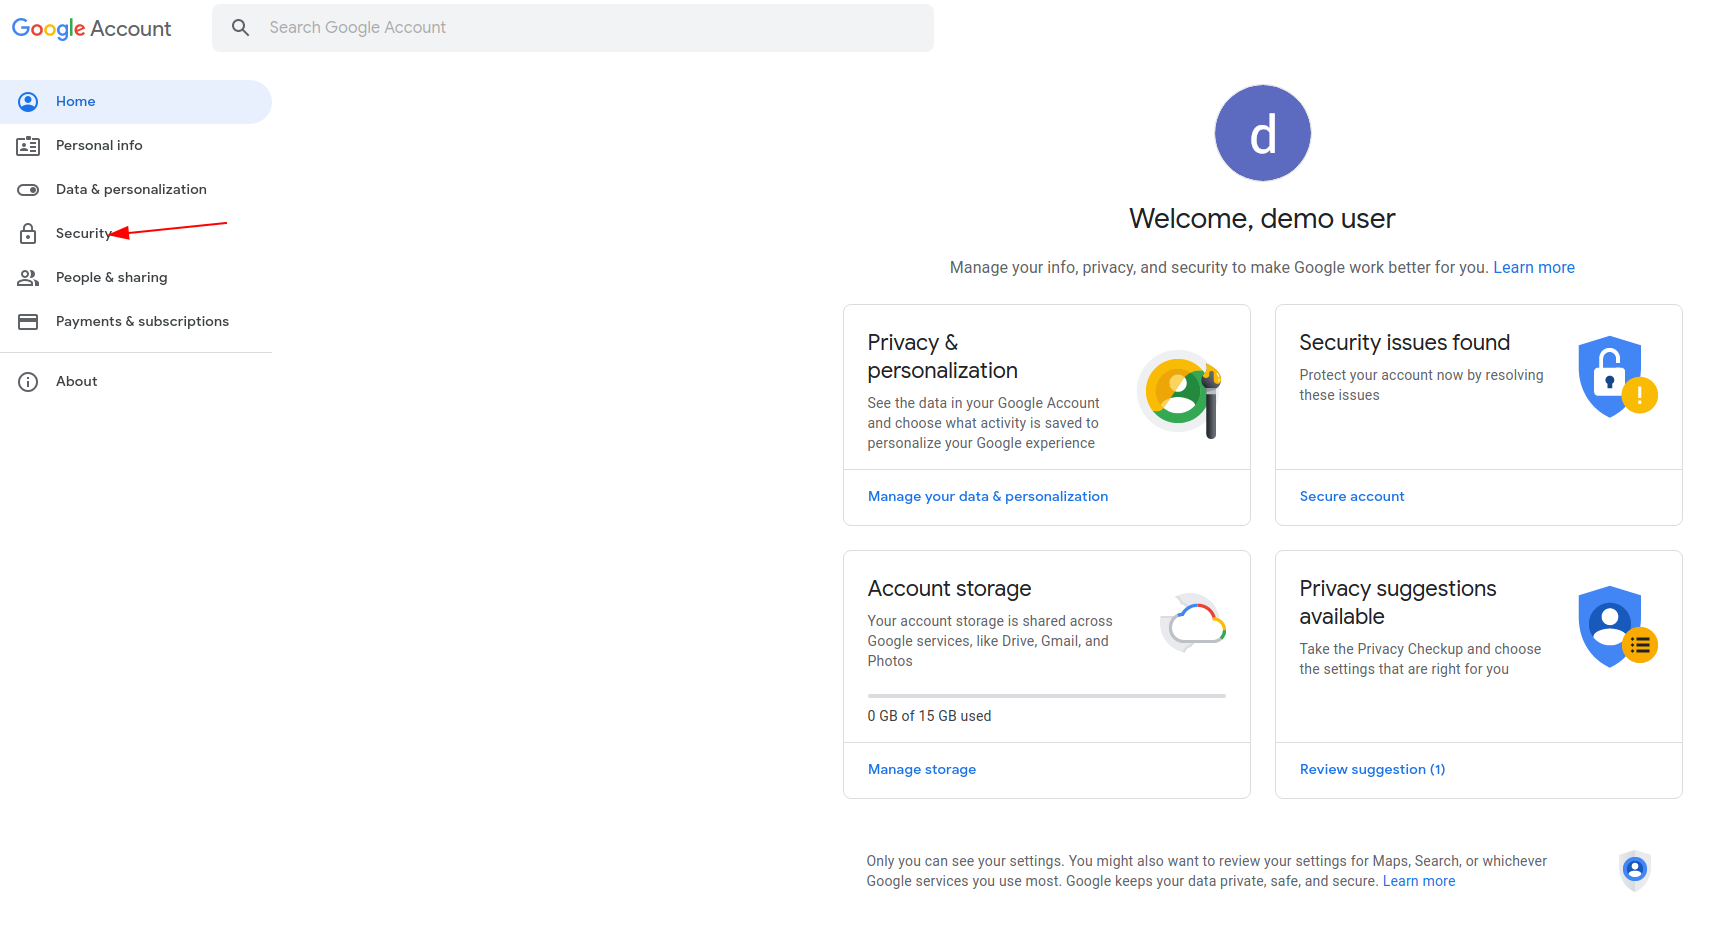 Google Account
Search Google Account
Home
Personal info
Data & personalization
Security
People & sharing
Payments & subscriptions
About
d
Welcome, demo user
Manage your info, privacy, and security to make Google work better for you. Learn more
Privacy &
personalization
See the data in your Google Account
and choose what activity is saved to
personalize your Google experience
Manage your data & personalization
Security issues found
Protect your account now by resolving
these issues
Secure account
Account storage
Your account storage is shared across
Google services, like Drive, Gmail, and
Photos
0 GB of 15 GB used
Manage storage
Privacy suggestions
available
Take the Privacy Checkup and choose
the settings that are right for you
Review suggestion (1)
Only you can see your settings. You might also want to review your settings for Maps, Search, or whichever
Google services you use most. Google keeps your data private, safe, and secure. Learn more